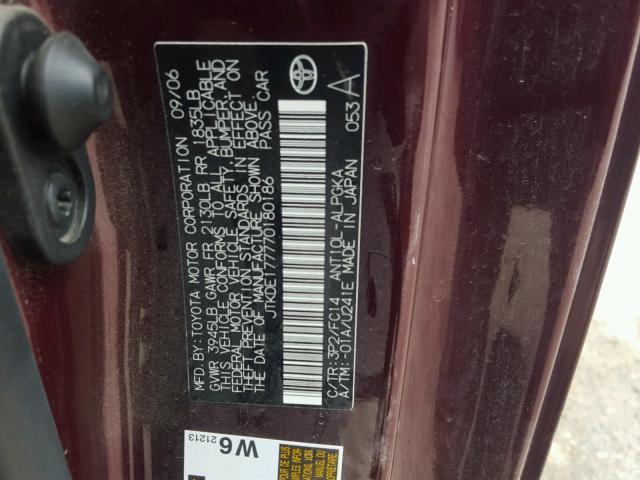 MFD.BY:TOYOTA MOTOR CORPORATION 09/06
GVWR 3945LB GAWR FR 2130LB RR 1835LB
THIS VEHICLE CONFORMS TO ALL APPLICABLE
FEDERAL MOTOR VEHICLE SAFETY,BUMPER,AND
THEFT PREVENTION STANDARDS IN EFFECT ON
THE DATE OF MANUFACTURE SHOWN ABOVE.
JTKDE177770180186 PASS CAR
C/TR:3P2/FC14 ANT10L-ALPGKA 053
A/TM:-01A/U241E MADE IN JAPAN A
W6
21213